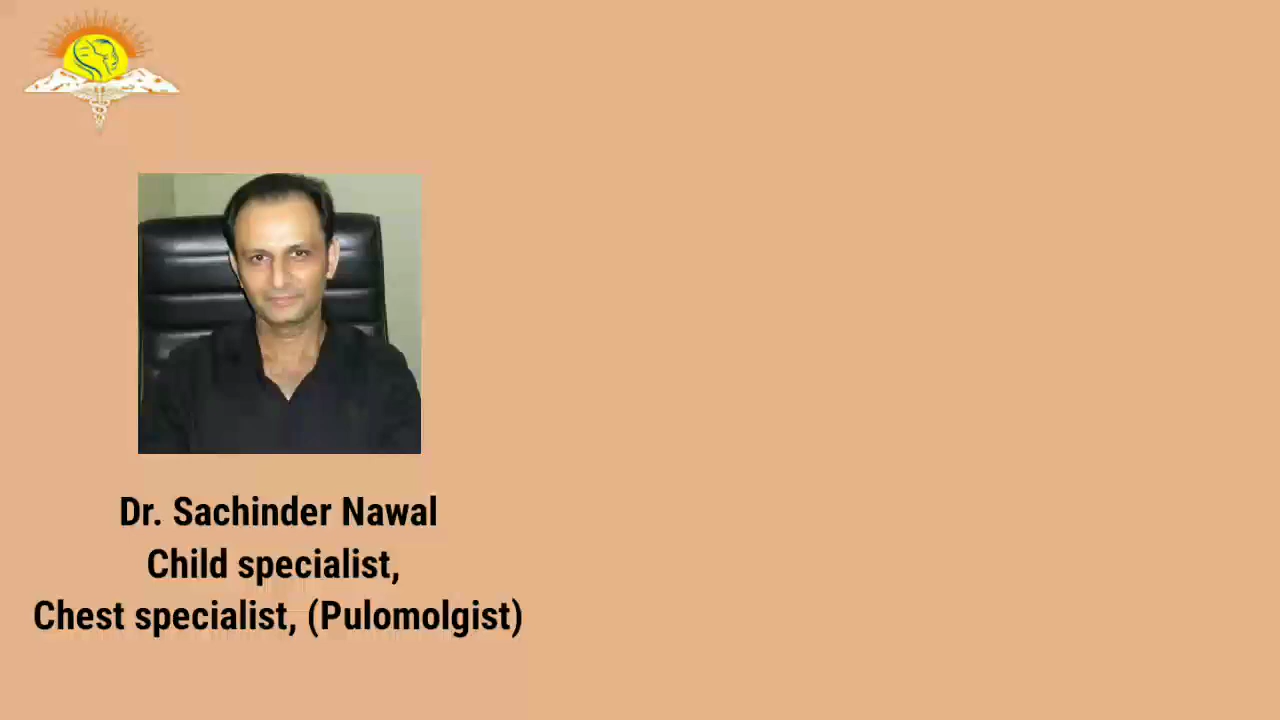 Dr. Sachinder Nawal
Child specialist,
Chest specialist, (Pulomolgist)